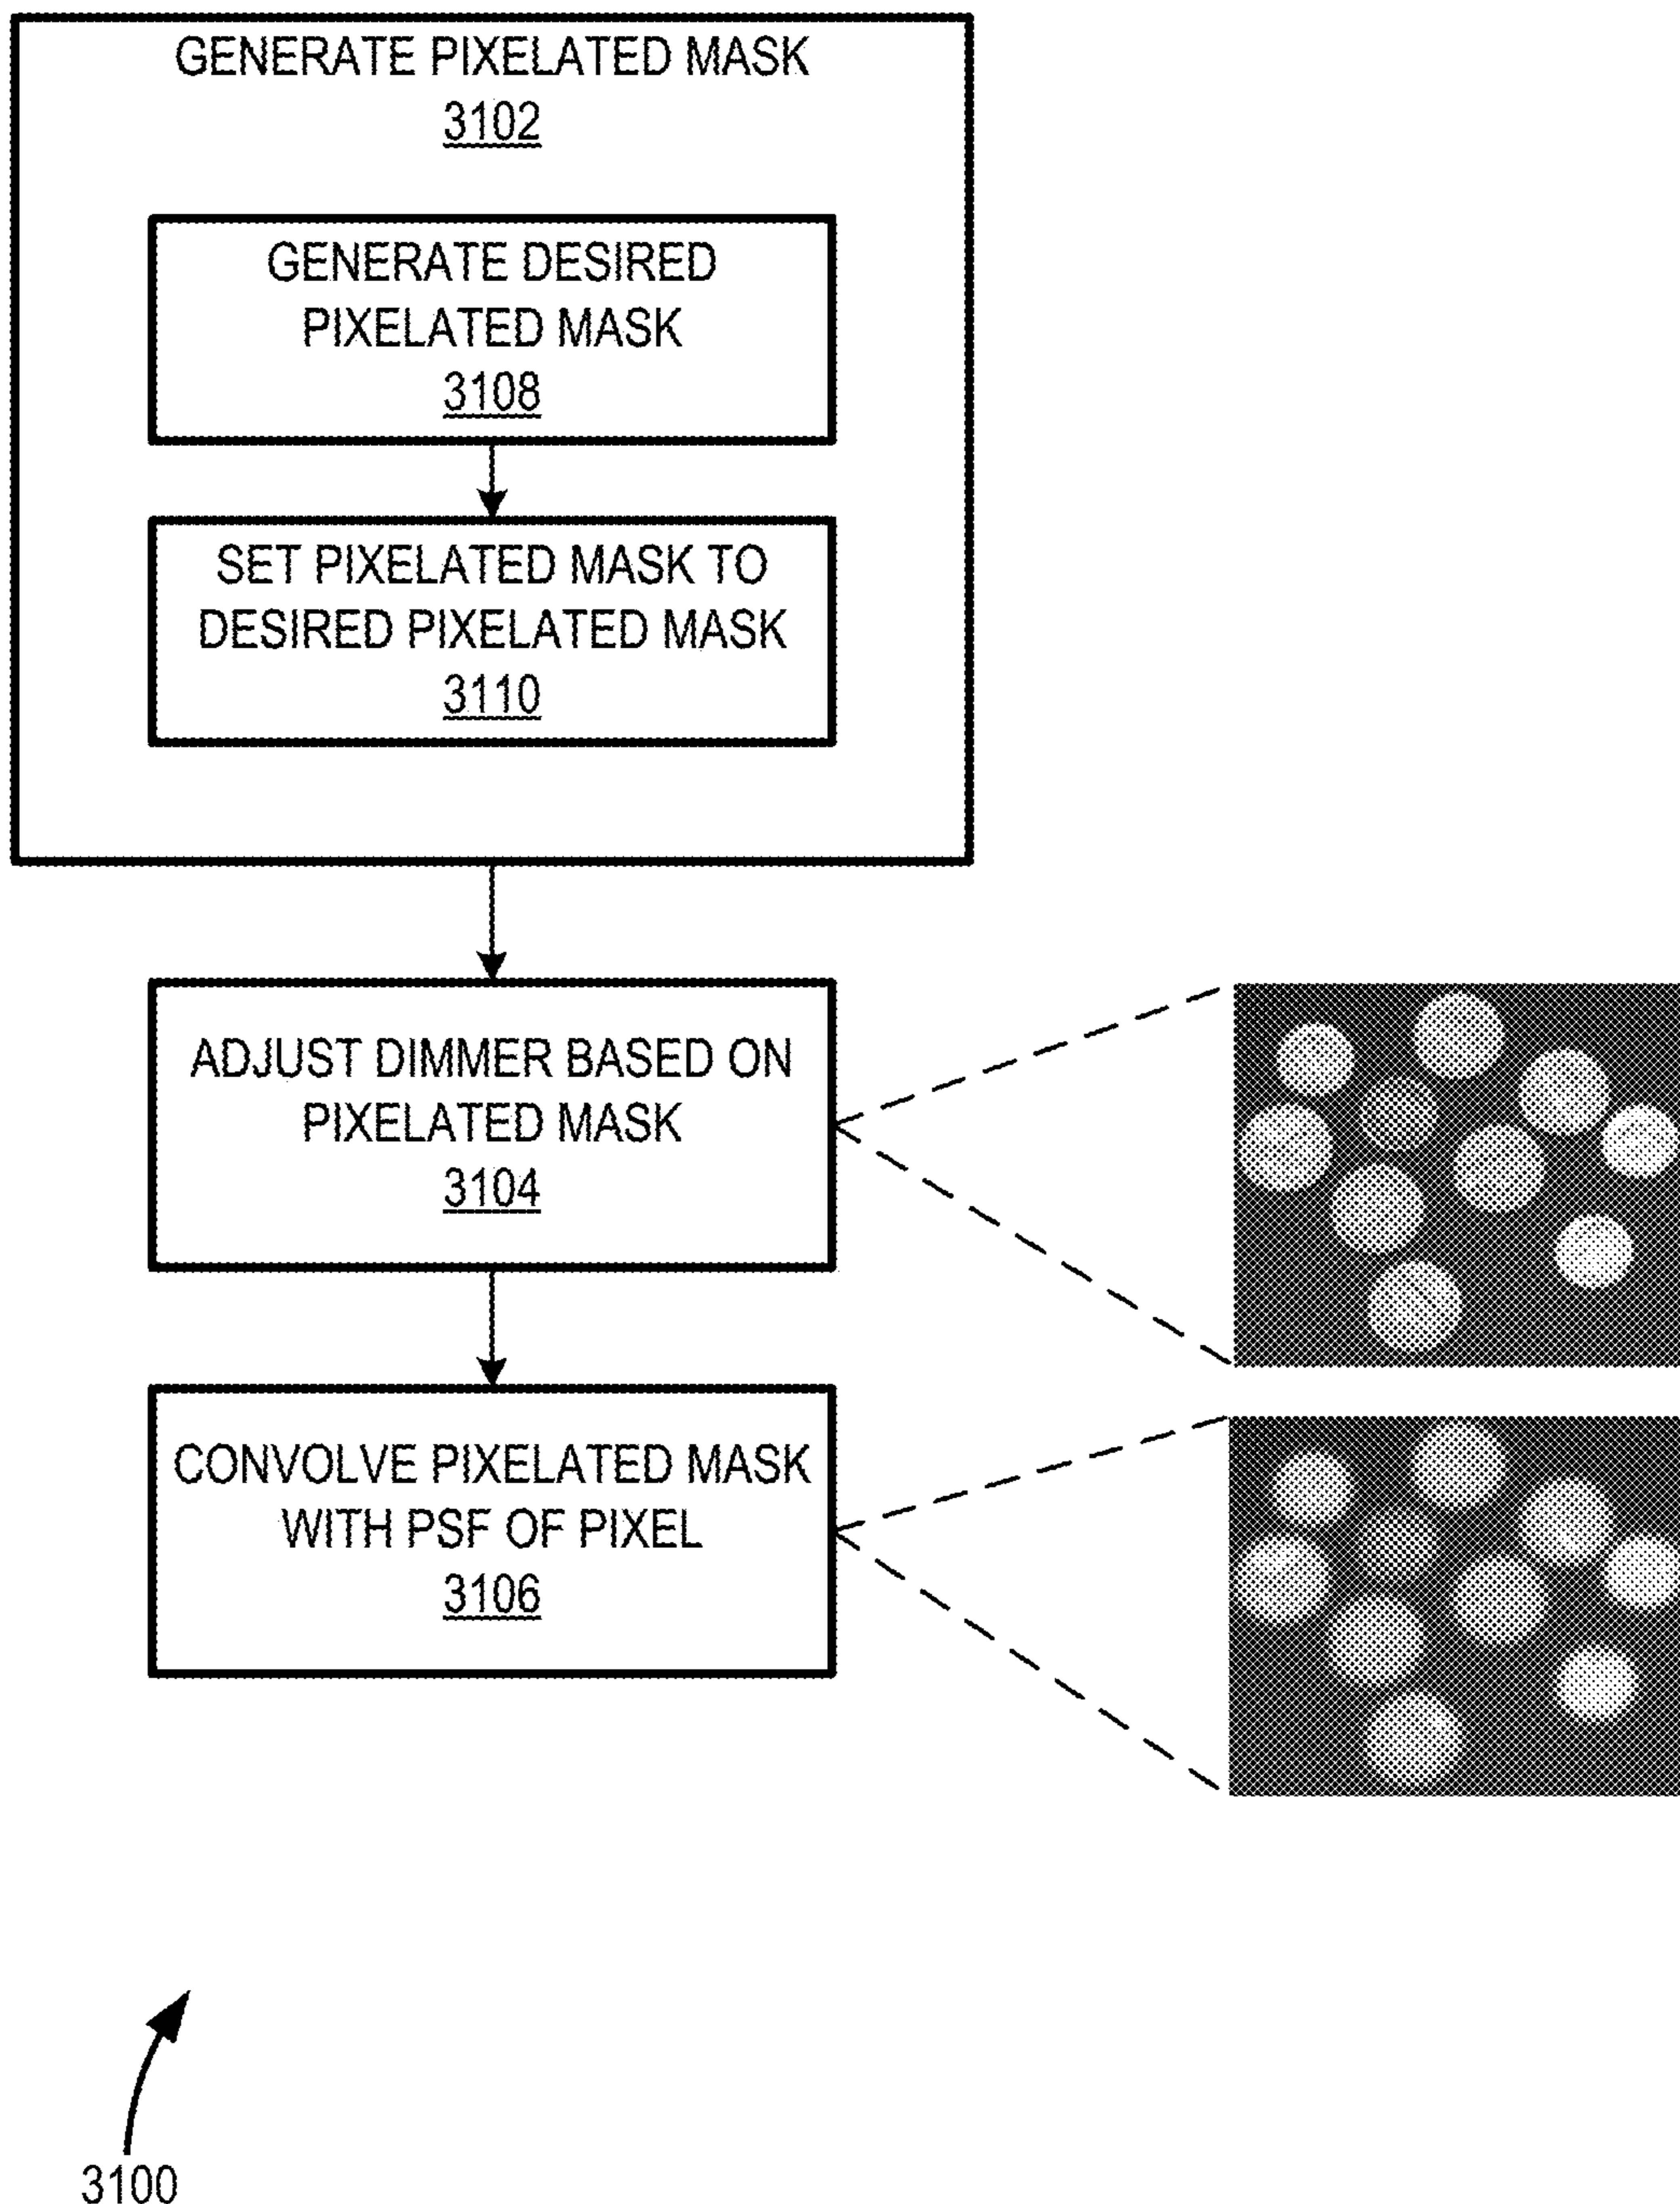 GENERATE PIXELATED MASK
3102
GENERATE DESIRED
PIXELATED MASK
3108
SET PIXELATED MASK TO
DESIRED PIXELATED MASK
3110
ADJUST DIMMER BASED ON
PIXELATED MASK
3104
CONVOLVE PIXELATED MASK
WITH PSF OF PIXEL
3106
3100